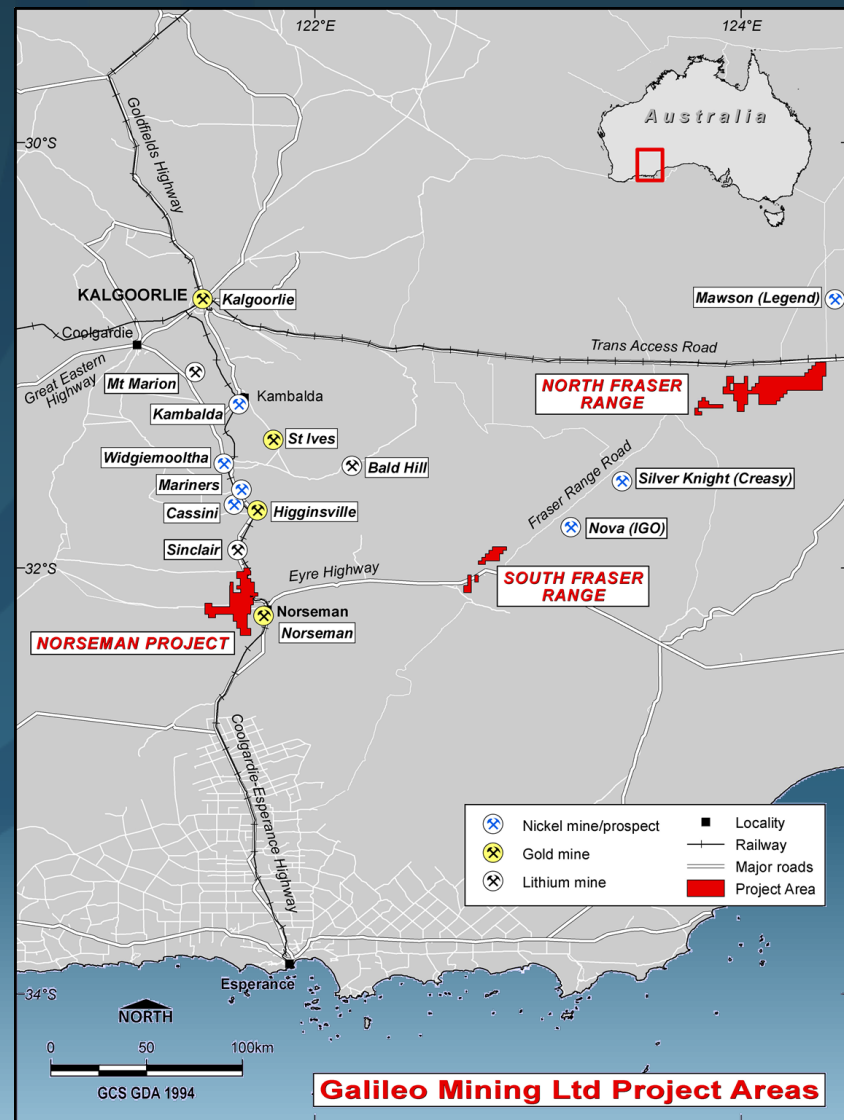 122°E
124°E
Australia
30°S
Goldfields Highway
KALGOORLIE
Kalgoorlie
Mawson (Legend)
Coolgardie
Trans Access Road
Great Eastern
Highway
Mt Marion
NORTH FRASER
RANGE
Kambalda
Kambalda
St Ives
Widgiemooltha
Bald Hill
Fraser Range Road
Silver Knight (Creasy)
Mariners
Cassini
Higginsville
Nova (IGO)
Sinclair
32°S
Eyre Highway
SOUTH FRASER
RANGE
Norseman
Norseman
NORSEMAN PROJECT
Coolgardie-Esperance Highway
Nickel mine/prospect
Gold mine
Lithium mine
Locality
Railway
Major roads
Project Area
Esperance
34°S
NORTH
0 50 100km
GCS GDA 1994
Galileo Mining Ltd Project Areas